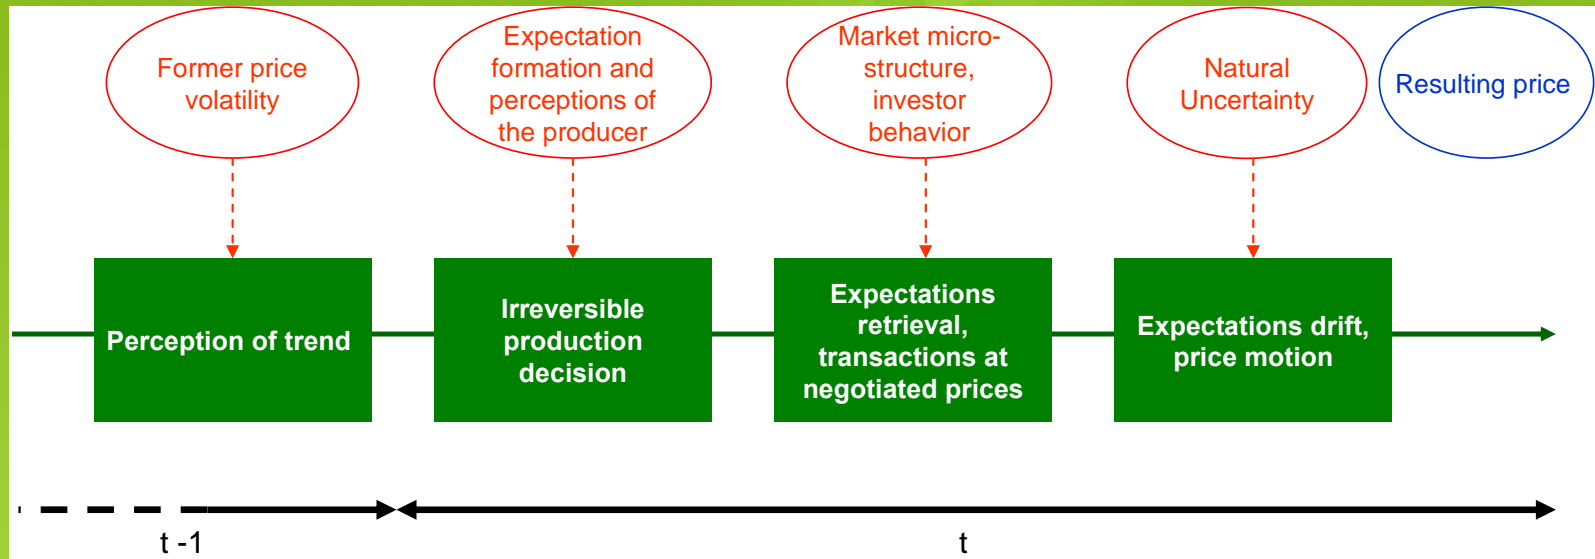 Former price
volatility
Expectation
formation and
perceptions of
the producer
Market micro-
structure,
investor
behavior
Natural
Uncertainty
Resulting price
Perception of trend
Irreversible
production
decision
Expectations
retrieval,
transactions at
negotiated prices
Expectations drift,
price motion
t -1
t